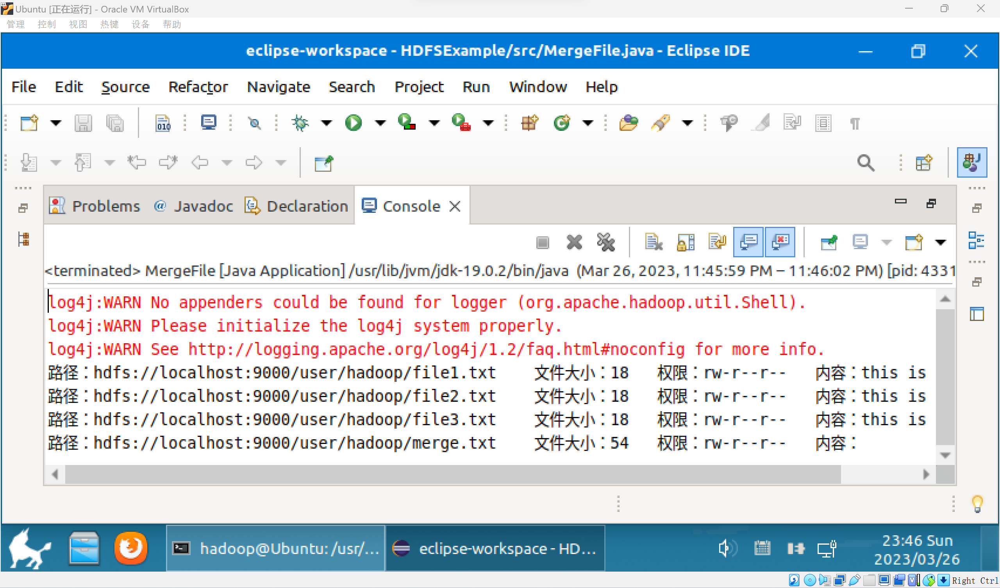 Ubuntu [正在运行] - Oracle VM VirtualBox
管理 控制 视图 热键 设备 帮助
eclipse-workspace - HDFSExample/src/MergeFile.java - Eclipse IDE
File Edit Source Refactor Navigate Search Project Run Window Help
Problems @ Javadoc Declaration Console
<terminated> MergeFile [Java Application] /usr/lib/jvm/jdk-19.0.2/bin/java (Mar 26, 2023, 11:45:59 PM – 11:46:02 PM) [pid: 4331
log4j:WARN No appenders could be found for logger (org.apache.hadoop.util.Shell).
log4j:WARN Please initialize the log4j system properly.
log4j:WARN See http://logging.apache.org/log4j/1.2/faq.html#noconfig for more info.
路径：hdfs://localhost:9000/user/hadoop/file1.txt 文件大小：18 权限：rw-r--r-- 内容：this is
路径：hdfs://localhost:9000/user/hadoop/file2.txt 文件大小：18 权限：rw-r--r-- 内容：this is
路径：hdfs://localhost:9000/user/hadoop/file3.txt 文件大小：18 权限：rw-r--r-- 内容：this is
路径：hdfs://localhost:9000/user/hadoop/merge.txt 文件大小：54 权限：rw-r--r-- 内容：
hadoop@Ubuntu: /usr/... eclipse-workspace - HD...
23:46 Sun
2023/03/26
Right Ctrl